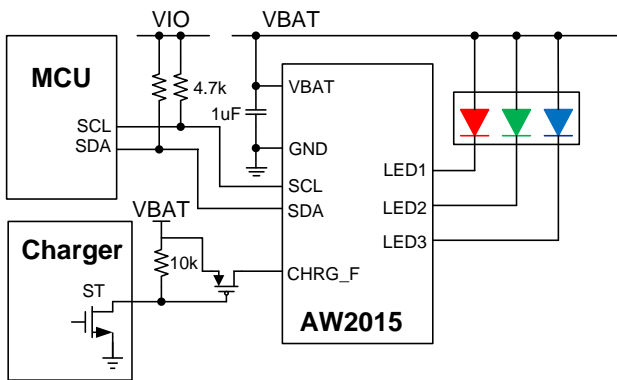 VIO
VBAT
MCU
4.7k
SCL
SDA
1uF
VBAT
GND
SCL
SDA
CHRG_F
LED1
LED2
LED3
AW2015
VBAT
Charger
10k
ST